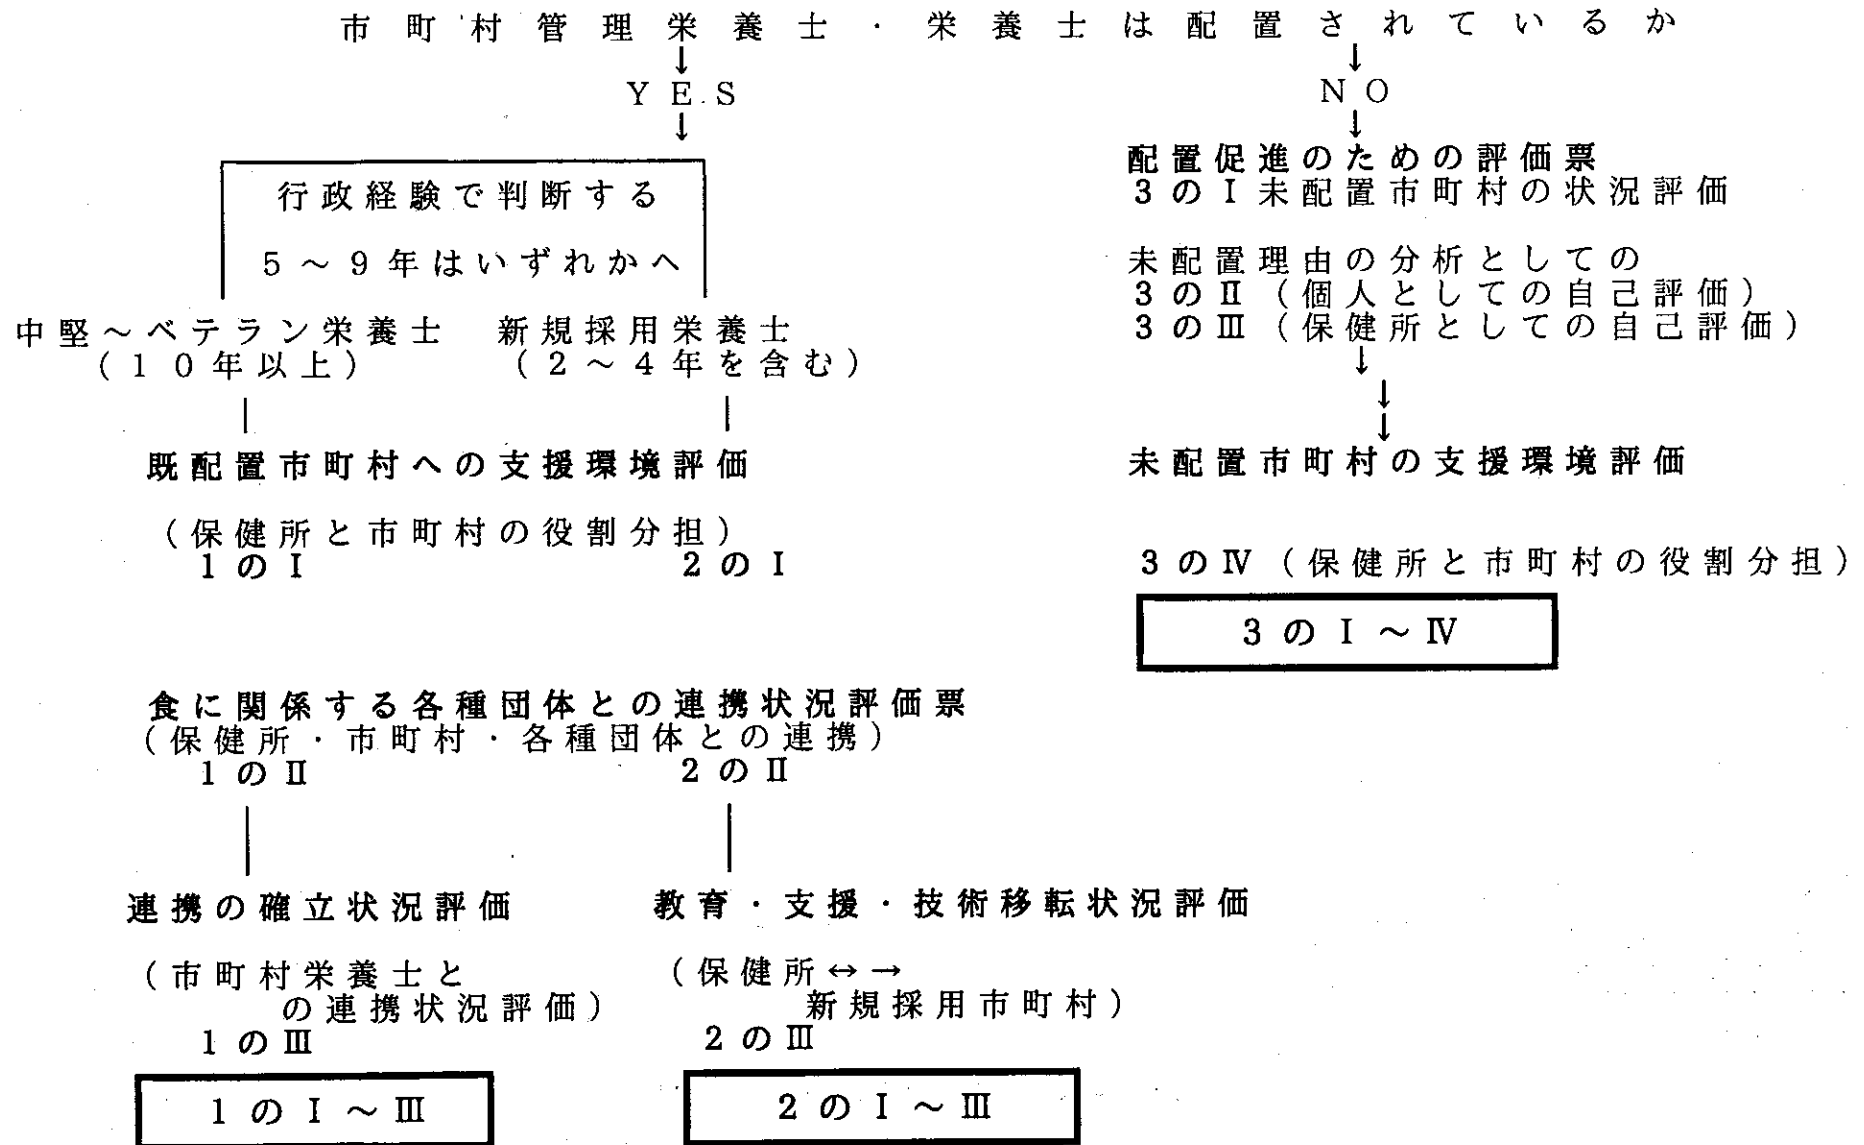 市町村管理栄養士・栄養士は配置されているか
↓ ↓
YES NO
↓ ↓
行政経験で判断する
5～9年はいずれかへ
中堅～ベテラン栄養士 新規採用栄養士
(10年以上) (2～4年を含む)
既配置市町村への支援環境評価
(保健所と市町村の役割分担)
1のⅠ 2のⅠ
食に関係する各種団体との連携状況評価票
(保健所・市町村・各種団体との連携)
1のⅡ 2のⅡ
連携の確立状況評価 教育・支援・技術移転状況評価
(市町村栄養士と (保健所↔→
の連携状況評価) 新規採用市町村)
1のⅢ 2のⅢ
1のⅠ～Ⅲ 2のⅠ～Ⅲ
配置促進のための評価票
3のⅠ未配置市町村の状況評価
未配置理由の分析としての
3のⅡ(個人としての自己評価)
3のⅢ(保健所としての自己評価)
↓
↓
↓
未配置市町村の支援環境評価
3のⅣ(保健所と市町村の役割分担)
3のⅠ～Ⅳ